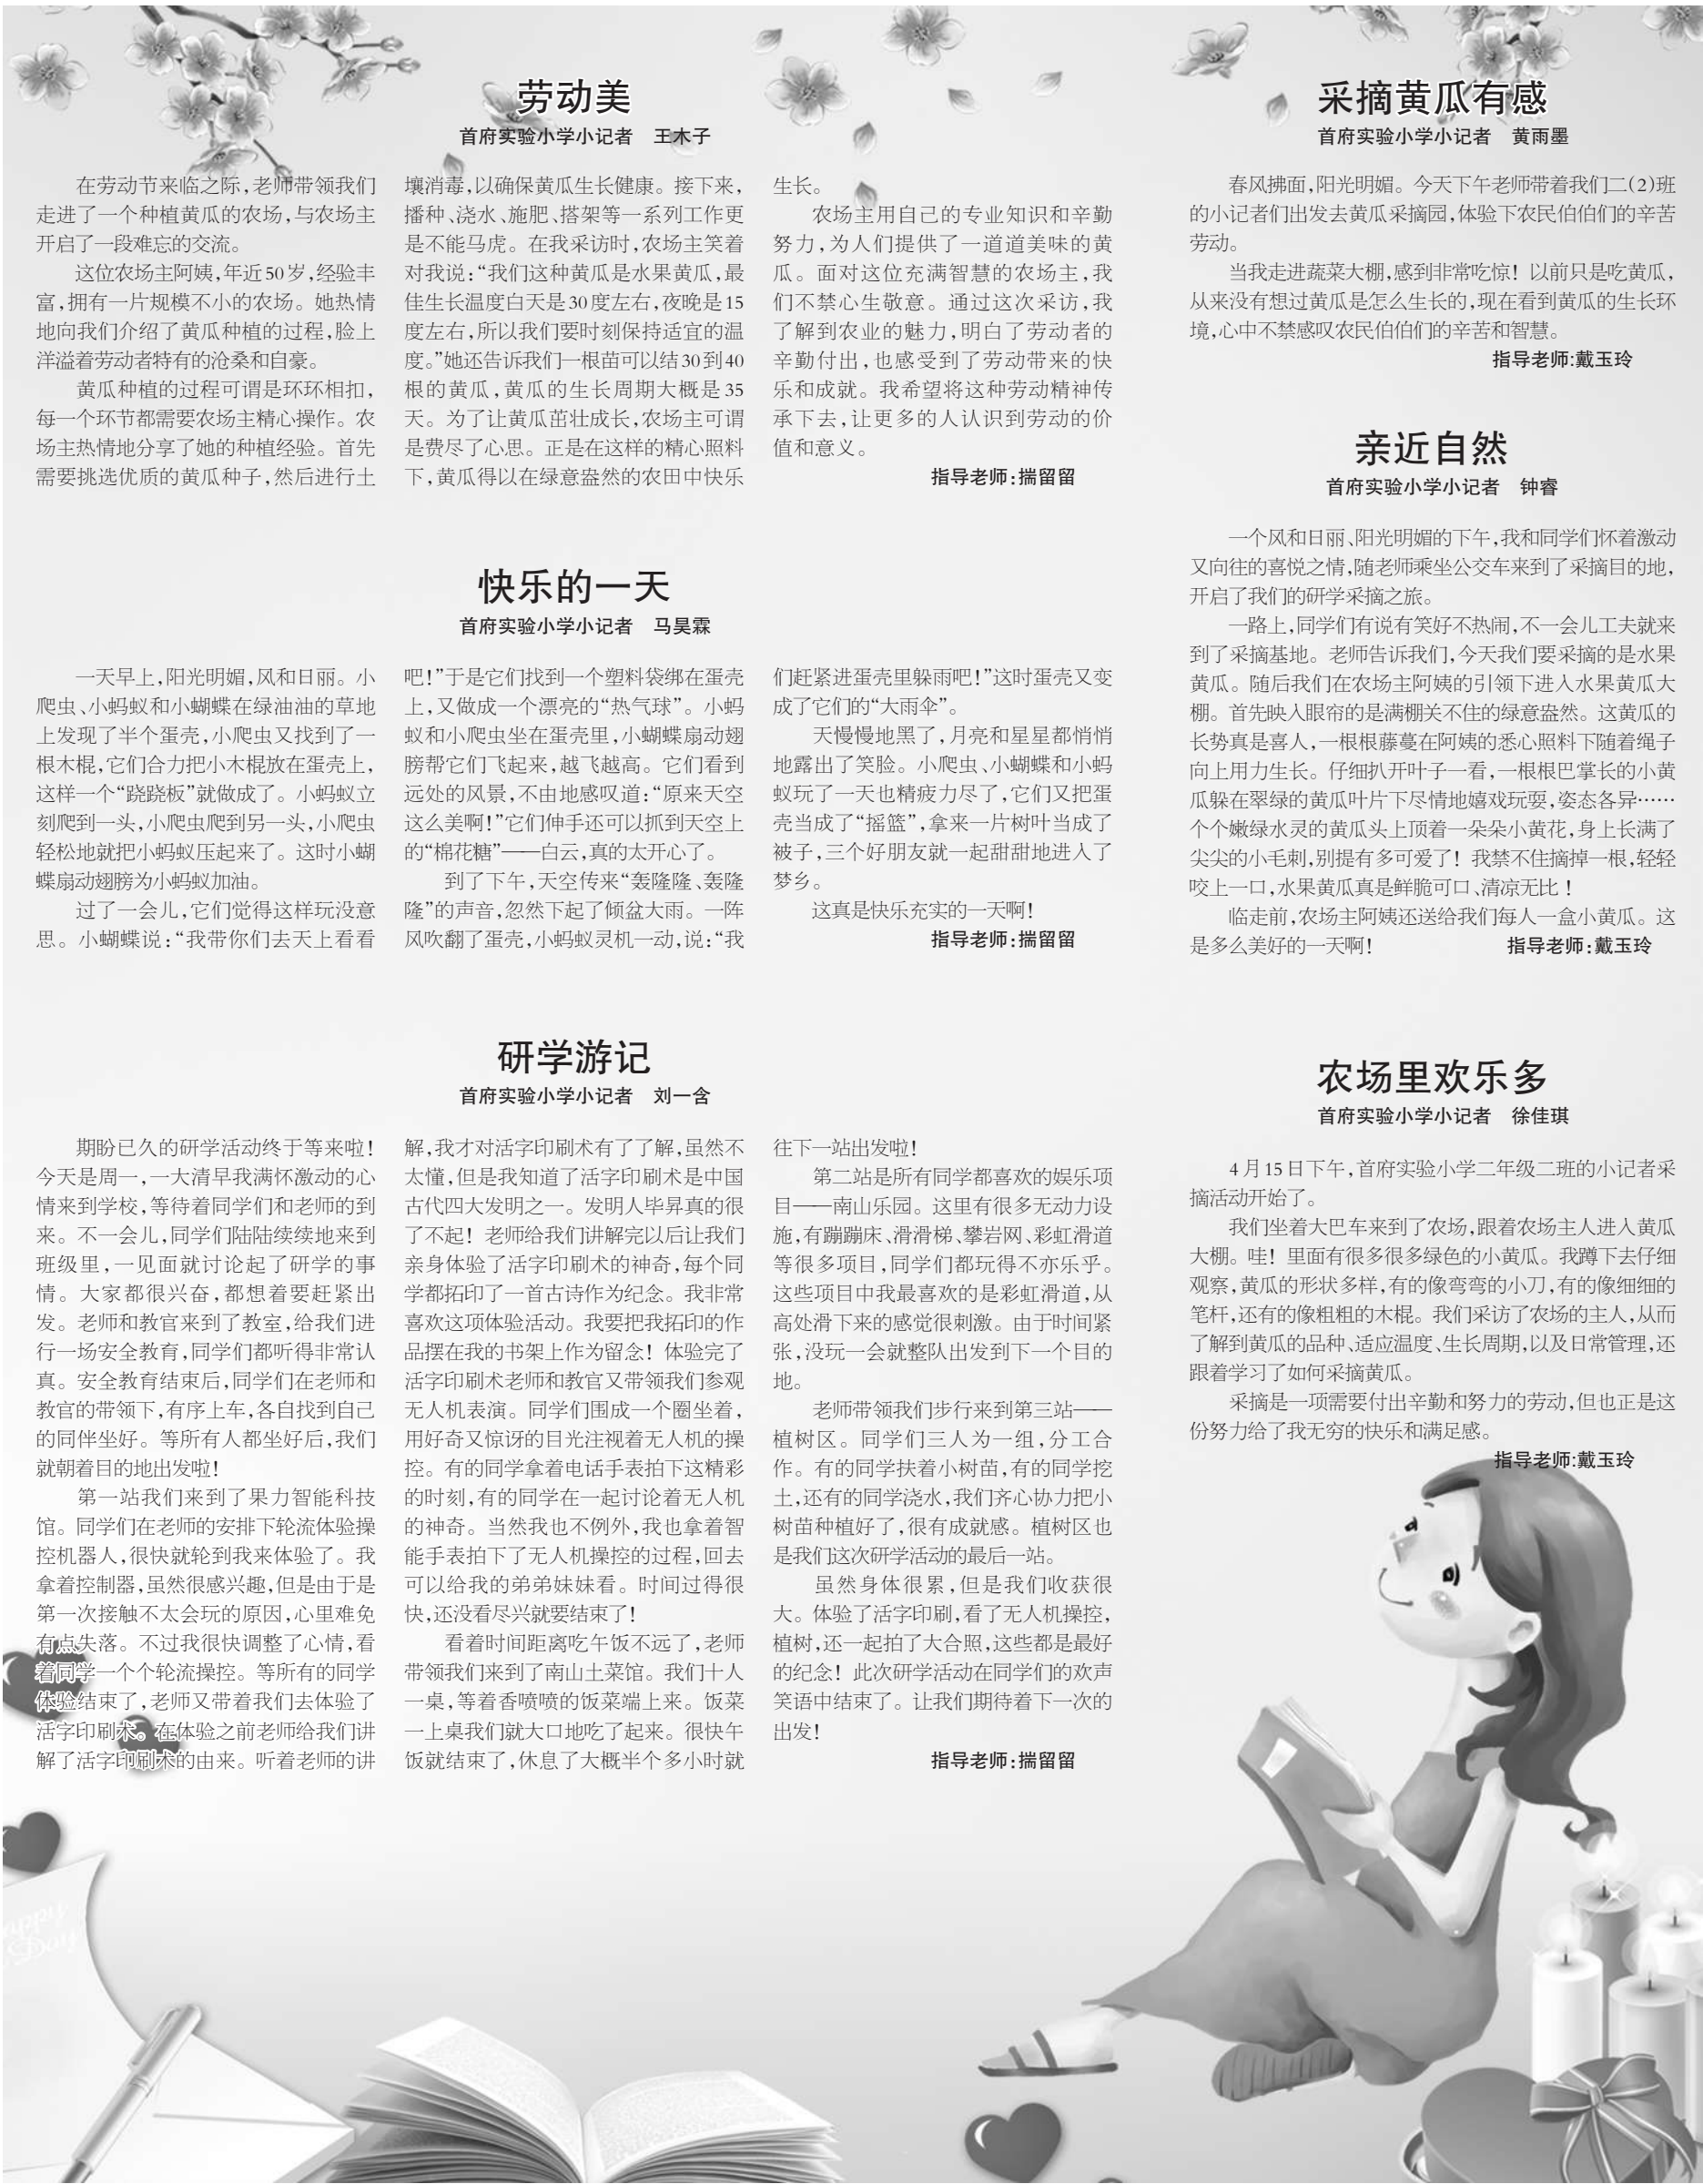 劳动美
首府实验小学小记者 王木子
在劳动节来临之际,老师带领我们
走进了一个种植黄瓜的农场,与农场主
开启了一段难忘的交流。
这位农场主阿姨,年近50岁,经验丰
富,拥有一片规模不小的农场。她热情
地向我们介绍了黄瓜种植的过程,脸上
洋溢着劳动者特有的沧桑和自豪。
黄瓜种植的过程可谓是环环相扣,
每一个环节都需要农场主精心操作。农
场主热情地分享了她的种植经验。首先
需要挑选优质的黄瓜种子,然后进行土
壤消毒,以确保黄瓜生长健康。接下来,
播种、浇水、施肥、搭架等一系列工作更
是不能马虎。在我采访时,农场主笑着
对我说:“我们这种黄瓜是水果黄瓜,最
佳生长温度白天是30度左右,夜晚是15
度左右,所以我们要时刻保持适宜的温
度。”她还告诉我们一根苗可以结30到40
根的黄瓜,黄瓜的生长周期大概是35
天。为了让黄瓜茁壮成长,农场主可谓
是费尽了心思。正是在这样的精心照料
下,黄瓜得以在绿意盎然的农田中快乐
生长。
农场主用自己的专业知识和辛勤
努力,为人们提供了一道道美味的黄
瓜。面对这位充满智慧的农场主,我
们不禁心生敬意。通过这次采访,我
了解到农业的魅力,明白了劳动者的
辛勤付出,也感受到了劳动带来的快
乐和成就。我希望将这种劳动精神传
承下去,让更多的人认识到劳动的价
值和意义。
指导老师:揣留留
快乐的一天
首府实验小学小记者 马昊霖
一天早上,阳光明媚,风和日丽。小
爬虫、小蚂蚁和小蝴蝶在绿油油的草地
上发现了半个蛋壳,小爬虫又找到了一
根木棍,它们合力把小木棍放在蛋壳上,
这样一个“跷跷板”就做成了。小蚂蚁立
刻爬到一头,小爬虫爬到另一头,小爬虫
轻松地就把小蚂蚁压起来了。这时小蝴
蝶扇动翅膀为小蚂蚁加油。
过了一会儿,它们觉得这样玩没意
思。小蝴蝶说:“我带你们去天上看看
吧!”于是它们找到一个塑料袋绑在蛋壳
上,又做成一个漂亮的“热气球”。小蚂
蚁和小爬虫坐在蛋壳里,小蝴蝶扇动翅
膀帮它们飞起来,越飞越高。它们看到
远处的风景,不由地感叹道:“原来天空
这么美啊!”它们伸手还可以抓到天空上
的“棉花糖”——白云,真的太开心了。
到了下午,天空传来“轰隆隆、轰隆
隆”的声音,忽然下起了倾盆大雨。一阵
风吹翻了蛋壳,小蚂蚁灵机一动,说:“我
们赶紧进蛋壳里躲雨吧!”这时蛋壳又变
成了它们的“大雨伞”。
天慢慢地黑了,月亮和星星都悄悄
地露出了笑脸。小爬虫、小蝴蝶和小蚂
蚁玩了一天也精疲力尽了,它们又把蛋
壳当成了“摇篮”,拿来一片树叶当成了
被子,三个好朋友就一起甜甜地进入了
梦乡。
这真是快乐充实的一天啊!
指导老师:揣留留
研学游记
首府实验小学小记者 刘一含
期盼已久的研学活动终于等来啦!
今天是周一,一大清早我满怀激动的心
情来到学校,等待着同学们和老师的到
来。不一会儿,同学们陆陆续续地来到
班级里,一见面就讨论起了研学的事
情。大家都很兴奋,都想着要赶紧出
发。老师和教官来到了教室,给我们进
行一场安全教育,同学们都听得非常认
真。安全教育结束后,同学们在老师和
教官的带领下,有序上车,各自找到自己
的同伴坐好。等所有人都坐好后,我们
就朝着目的地出发啦!
第一站我们来到了果力智能科技
馆。同学们在老师的安排下轮流体验操
控机器人,很快就轮到我来体验了。我
拿着控制器,虽然很感兴趣,但是由于是
第一次接触不太会玩的原因,心里难免
有点失落。不过我很快调整了心情,看
着同学一个个轮流操控。等所有的同学
体验结束了,老师又带着我们去体验了
活字印刷术。在体验之前老师给我们讲
解了活字印刷术的由来。听着老师的讲
解,我才对活字印刷术有了了解,虽然不
太懂,但是我知道了活字印刷术是中国
古代四大发明之一。发明人毕昇真的很
了不起!老师给我们讲解完以后让我们
亲身体验了活字印刷术的神奇,每个同
学都拓印了一首古诗作为纪念。我非常
喜欢这项体验活动。我要把我拓印的作
品摆在我的书架上作为留念!体验完了
活字印刷术老师和教官又带领我们参观
无人机表演。同学们围成一个圈坐着,
用好奇又惊讶的目光注视着无人机的操
控。有的同学拿着电话手表拍下这精彩
的时刻,有的同学在一起讨论着无人机
的神奇。当然我也不例外,我也拿着智
能手表拍下了无人机操控的过程,回去
可以给我的弟弟妹妹看。时间过得很
快,还没看尽兴就要结束了!
看着时间距离吃午饭不远了,老师
带领我们来到了南山土菜馆。我们十人
一桌,等着香喷喷的饭菜端上来。饭菜
一上桌我们就大口地吃了起来。很快午
饭就结束了,休息了大概半个多小时就
往下一站出发啦!
第二站是所有同学都喜欢的娱乐项
目——南山乐园。这里有很多无动力设
施,有蹦蹦床、滑滑梯、攀岩网、彩虹滑道
等很多项目,同学们都玩得不亦乐乎。
这些项目中我最喜欢的是彩虹滑道,从
高处滑下来的感觉很刺激。由于时间紧
张,没玩一会就整队出发到下一个目的
地。
老师带领我们步行来到第三站——
植树区。同学们三人为一组,分工合
作。有的同学扶着小树苗,有的同学挖
土,还有的同学浇水,我们齐心协力把小
树苗种植好了,很有成就感。植树区也
是我们这次研学活动的最后一站。
虽然身体很累,但是我们收获很
大。体验了活字印刷,看了无人机操控,
植树,还一起拍了大合照,这些都是最好
的纪念!此次研学活动在同学们的欢声
笑语中结束了。让我们期待着下一次的
出发!
指导老师:揣留留
采摘黄瓜有感
首府实验小学小记者 黄雨墨
春风拂面,阳光明媚。今天下午老师带着我们二(2)班
的小记者们出发去黄瓜采摘园,体验下农民伯伯们的辛苦
劳动。
当我走进蔬菜大棚,感到非常吃惊!以前只是吃黄瓜,
从来没有想过黄瓜是怎么生长的,现在看到黄瓜的生长环
境,心中不禁感叹农民伯伯们的辛苦和智慧。
指导老师:戴玉玲
亲近自然
首府实验小学小记者 钟睿
一个风和日丽、阳光明媚的下午,我和同学们怀着激动
又向往的喜悦之情,随老师乘坐公交车来到了采摘目的地,
开启了我们的研学采摘之旅。
一路上,同学们有说有笑好不热闹,不一会儿工夫就来
到了采摘基地。老师告诉我们,今天我们要采摘的是水果
黄瓜。随后我们在农场主阿姨的引领下进入水果黄瓜大
棚。首先映入眼帘的是满棚关不住的绿意盎然。这黄瓜的
长势真是喜人,一根根藤蔓在阿姨的悉心照料下随着绳子
向上用力生长。仔细扒开叶子一看,一根根巴掌长的小黄
瓜躲在翠绿的黄瓜叶片下尽情地嬉戏玩耍,姿态各异……
个个嫩绿水灵的黄瓜头上顶着一朵朵小黄花,身上长满了
尖尖的小毛刺,别提有多可爱了!我禁不住摘掉一根,轻轻
咬上一口,水果黄瓜真是鲜脆可口、清凉无比!
临走前,农场主阿姨还送给我们每人一盒小黄瓜。这
是多么美好的一天啊! 指导老师:戴玉玲
农场里欢乐多
首府实验小学小记者 徐佳琪
4月15日下午,首府实验小学二年级二班的小记者采
摘活动开始了。
我们坐着大巴车来到了农场,跟着农场主人进入黄瓜
大棚。哇!里面有很多很多绿色的小黄瓜。我蹲下去仔细
观察,黄瓜的形状多样,有的像弯弯的小刀,有的像细细的
笔杆,还有的像粗粗的木棍。我们采访了农场的主人,从而
了解到黄瓜的品种、适应温度、生长周期,以及日常管理,还
跟着学习了如何采摘黄瓜。
采摘是一项需要付出辛勤和努力的劳动,但也正是这
份努力给了我无穷的快乐和满足感。
指导老师:戴玉玲